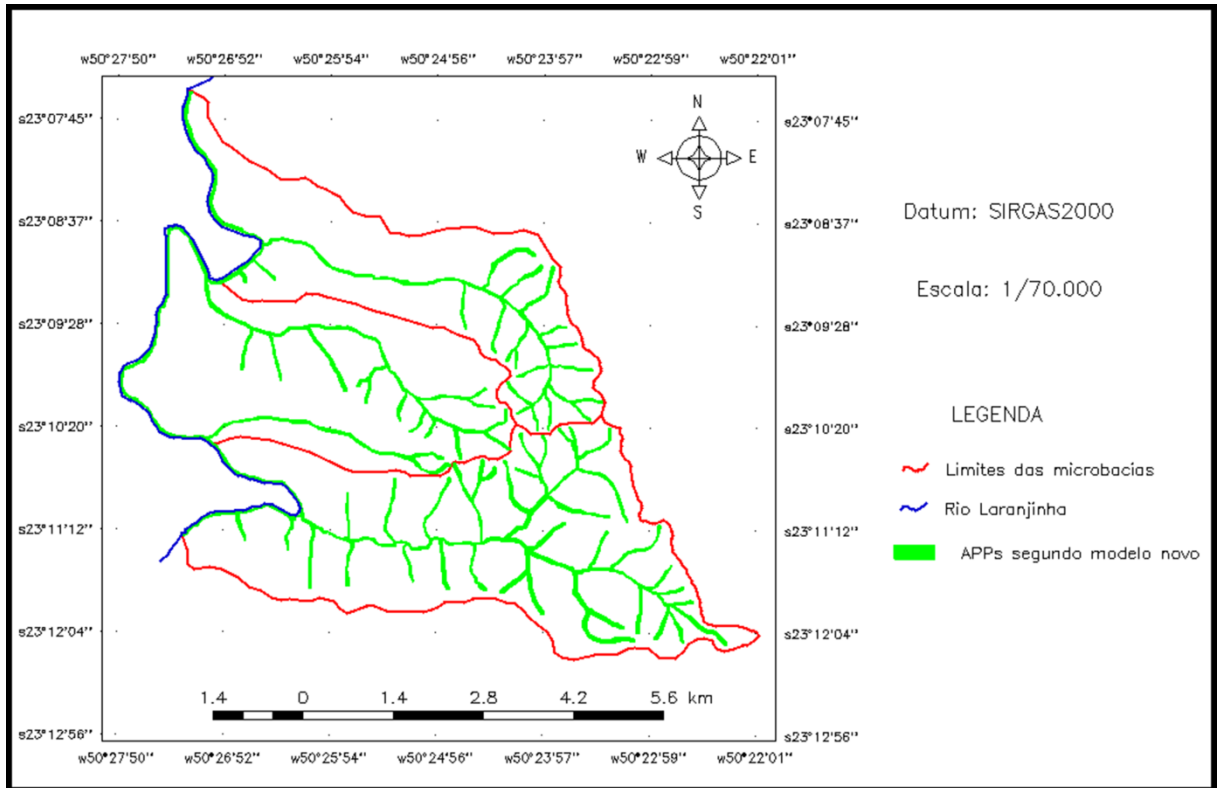 w50°27'50'' w50°26'52'' w50°25'54'' w50°24'56'' w50°23'57'' w50°22'59'' w50°22'01''
s23°07'45'' s23°07'45''
s23°08'37'' s23°08'37''
s23°09'28'' s23°09'28''
s23°10'20'' s23°10'20''
s23°11'12'' s23°11'12''
s23°12'04'' s23°12'04''
s23°12'56'' s23°12'56''
w50°27'50'' w50°26'52'' w50°25'54'' w50°24'56'' w50°23'57'' w50°22'59'' w50°22'01''
N
W E
S
1.4 0 1.4 2.8 4.2 5.6 km
Datum: SIRGAS2000
Escala: 1/70.000
LEGENDA
Limites das microbacias
Rio Laranjinha
APPs segundo modelo novo